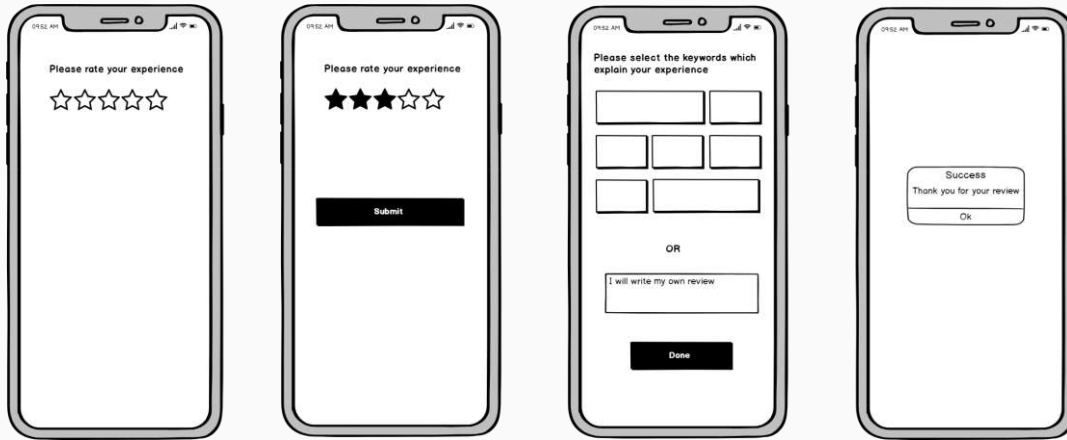 09:52 AM
Please rate your experience
09:52 AM
Please rate your experience
Submit
09:52 AM
Please select the keywords which
explain your experience
OR
I will write my own review
Done
09:52 AM
Success
Thank you for your review
Ok